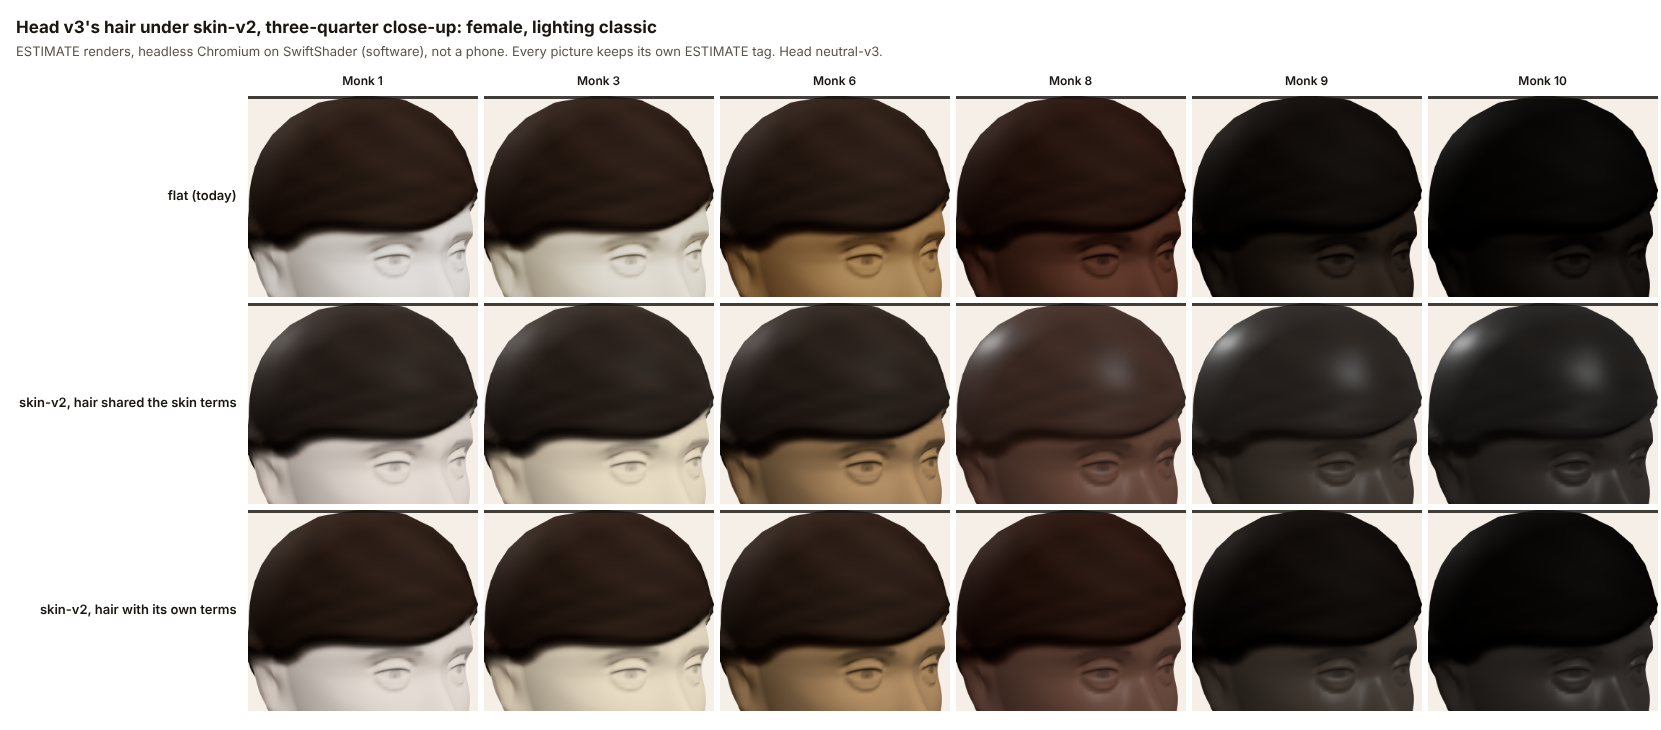 Head v3's hair under skin-v2, three-quarter close-up: female, lighting classic
ESTIMATE renders, headless Chromium on SwiftShader (software), not a phone. Every picture keeps its own ESTIMATE tag. Head neutral-v3.
Monk 1 Monk 3 Monk 6 Monk 8 Monk 9 Monk 10
flat (today)
skin-v2, hair shared the skin terms
skin-v2, hair with its own terms